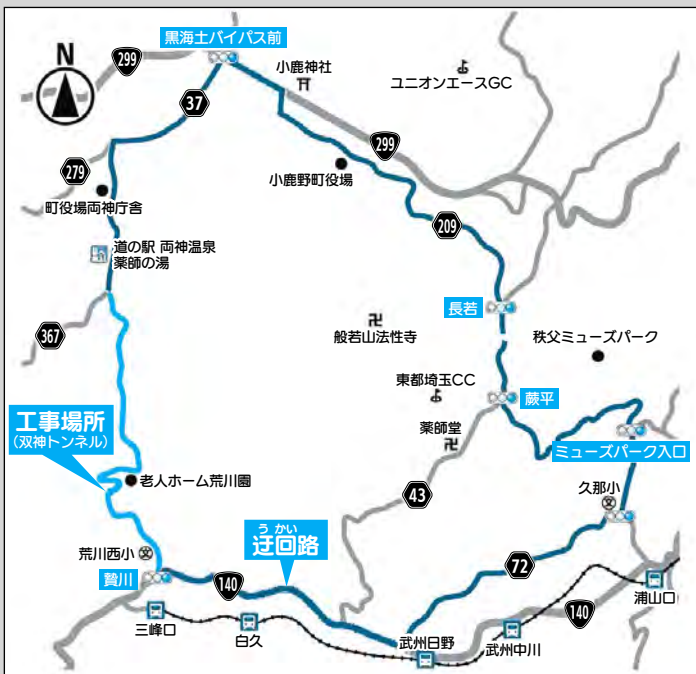 黒海土バイパス前
N
299
小鹿神社
ユニオンエースGC
37
299
279
小鹿野町役場
町役場両神庁舎
209
道の駅 両神温泉
薬師の湯
長若
367
般若山法性寺
秩父ミューズパーク
東都埼玉CC
蕨平
工事場所
(双神トンネル)
薬師堂
ミューズパーク入口
老人ホーム荒川園
久那小
文
43
うかい
迂回路
荒川西小
文
72
贄川
140
浦山口
140
三峰口
白久
武州日野
武州中川